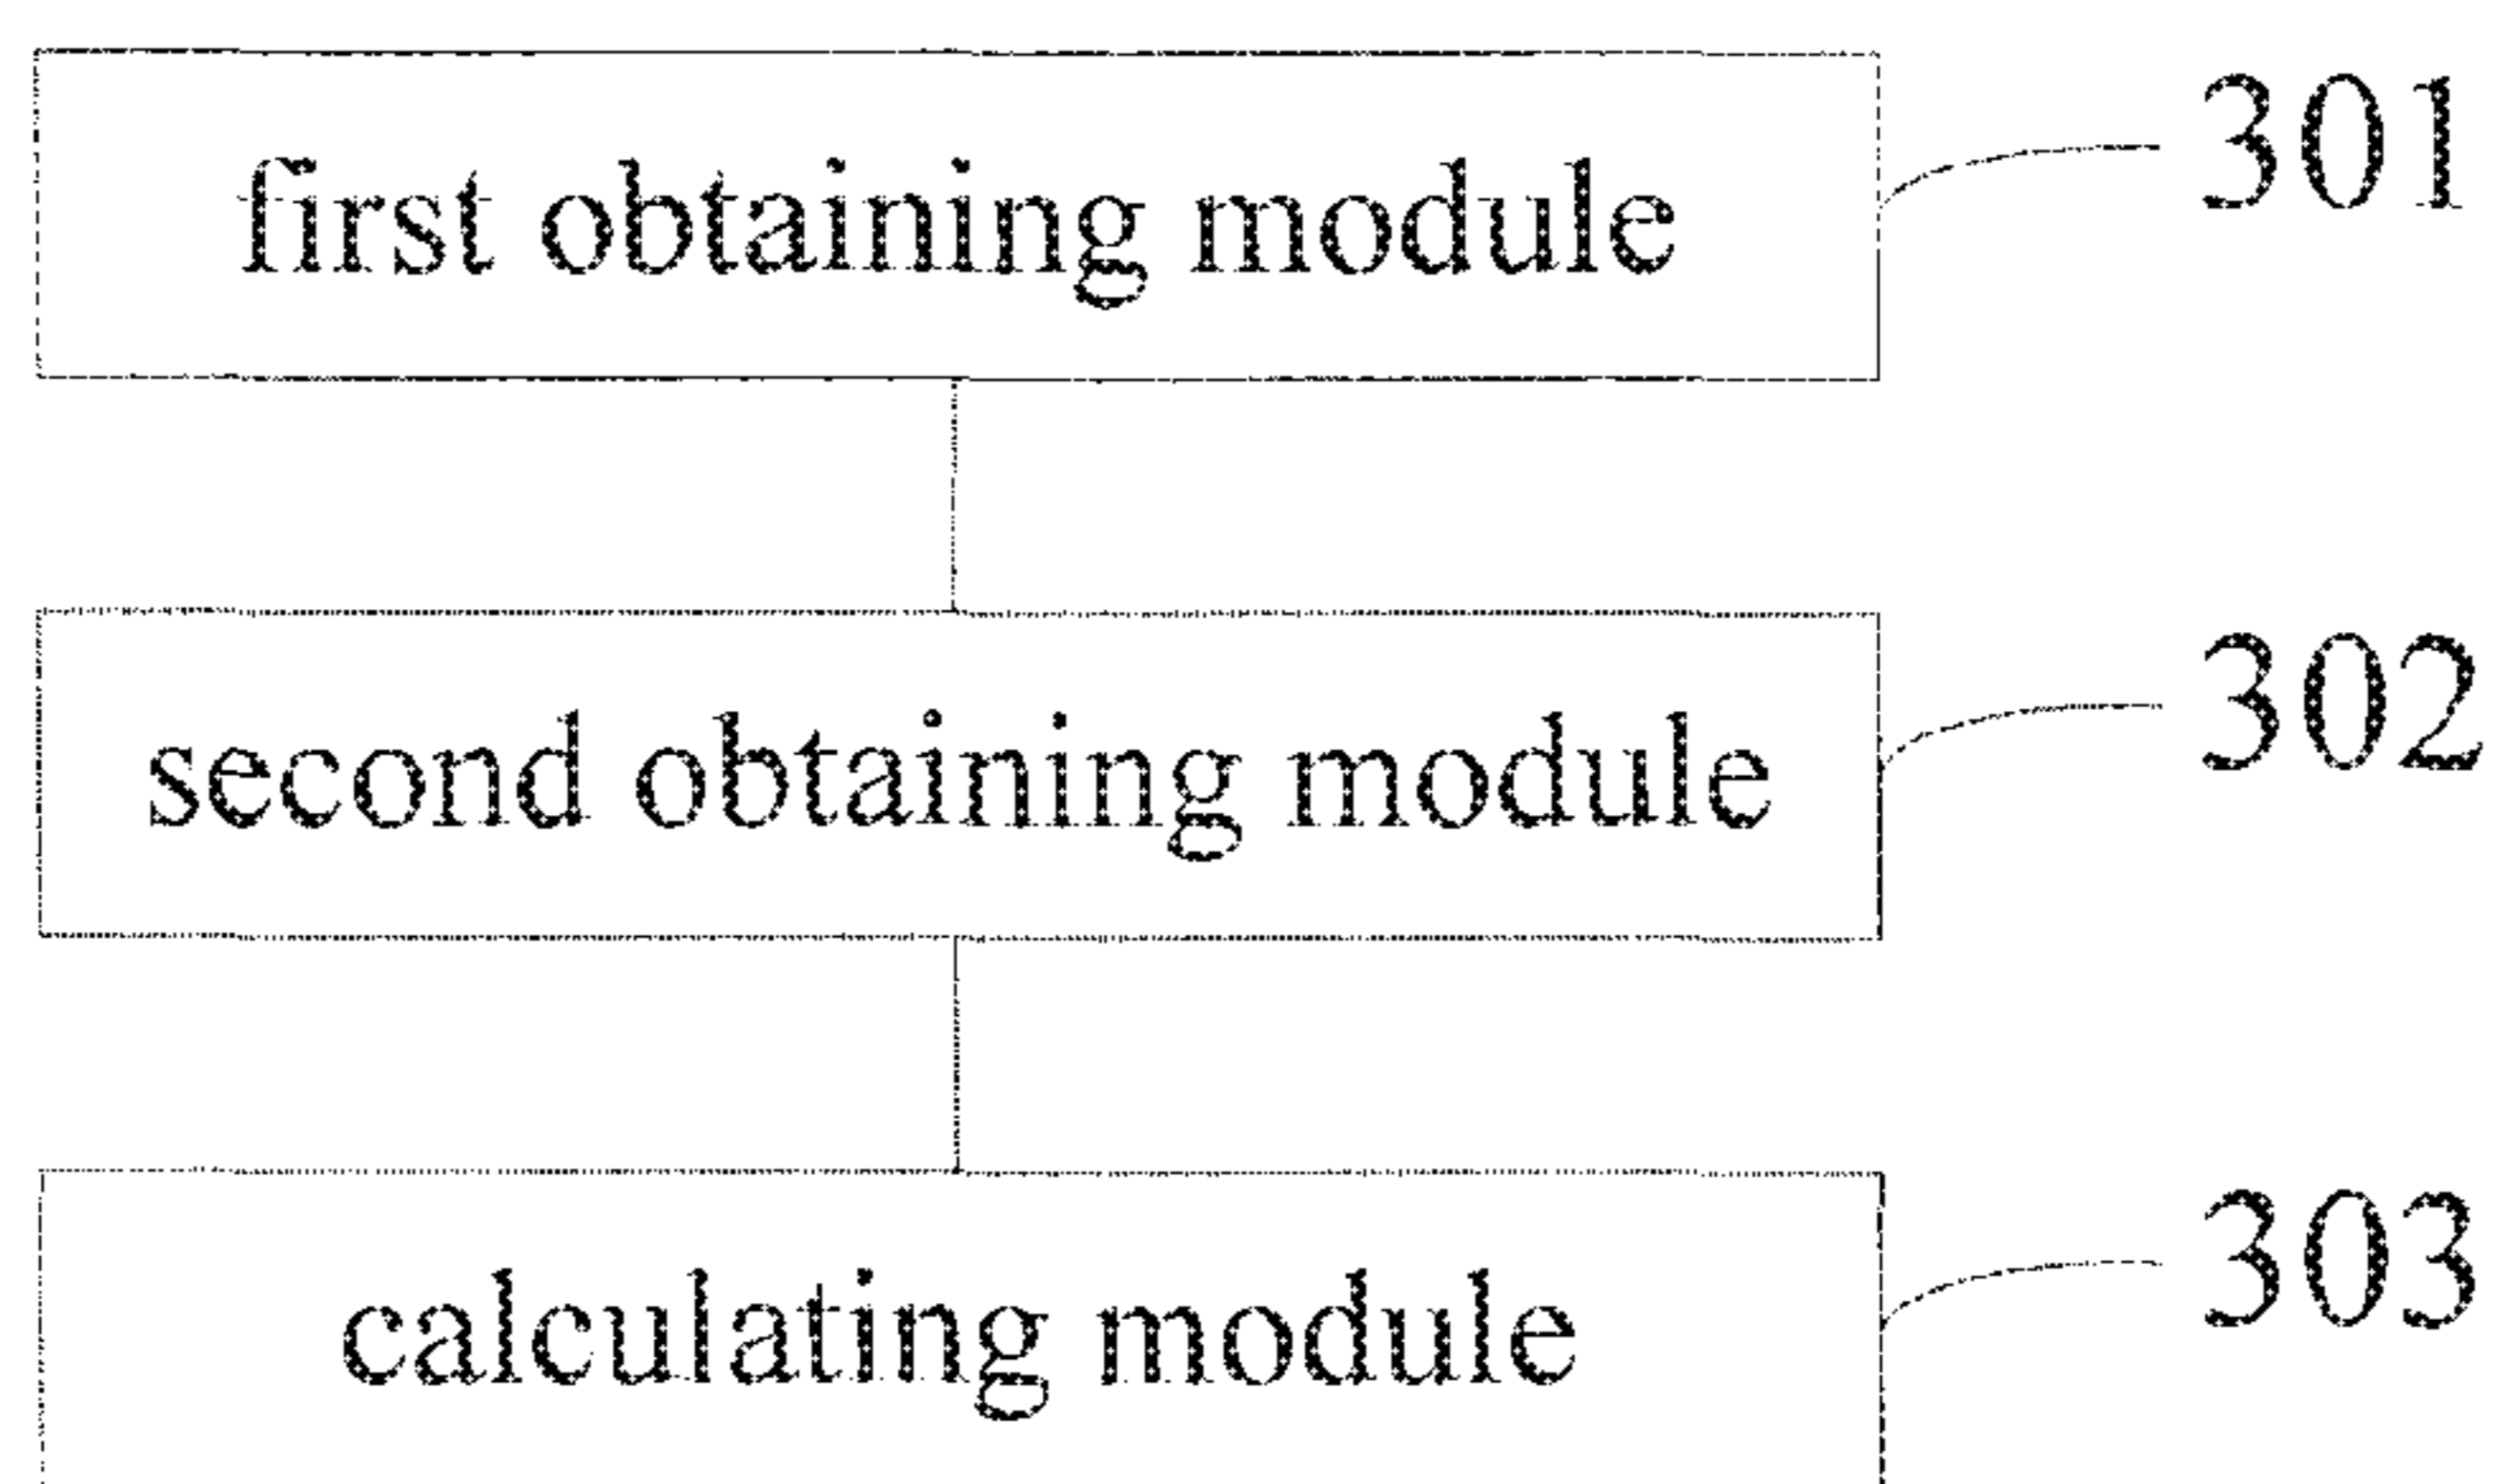 first obtaining module 301
second obtaining module 302
calculating module 303